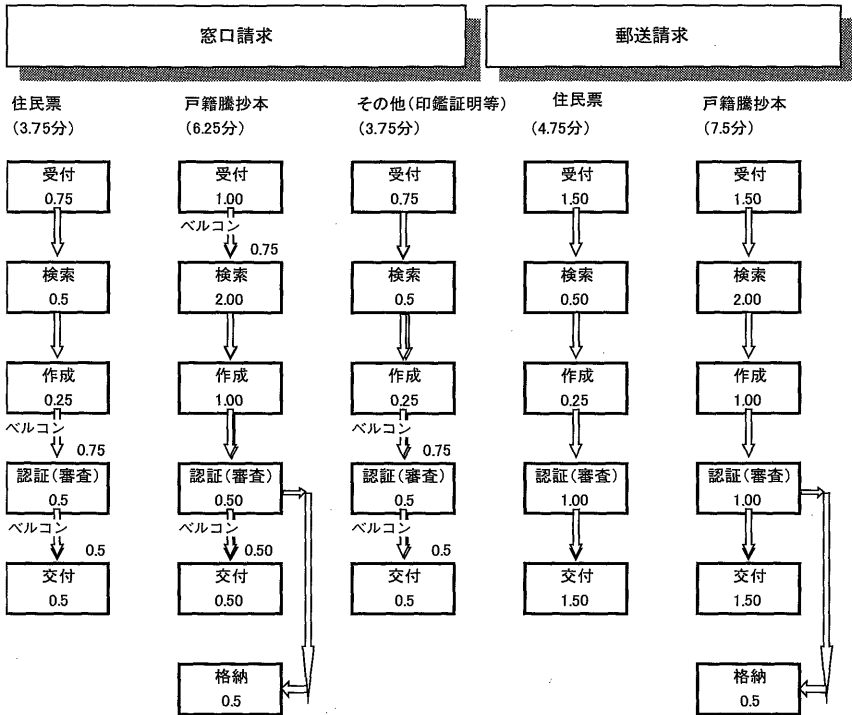 窓口請求
郵送請求
住民票
(3.75分)
戸籍騰抄本
(6.25分)
その他(印鑑証明等)
(3.75分)
住民票
(4.75分)
戸籍騰抄本
(7.5分)
受付
0.75
受付
1.00
受付
0.75
受付
1.50
受付
1.50
ベルコン
0.75
検索
0.5
検索
2.00
検索
0.5
検索
0.50
検索
2.00
作成
0.25
作成
1.00
作成
0.25
作成
0.25
作成
1.00
ベルコン
0.75
ベルコン
0.75
認証(審査)
0.5
認証(審査)
0.50
認証(審査)
0.5
認証(審査)
1.00
認証(審査)
1.00
ベルコン
0.5
ベルコン
0.50
ベルコン
0.5
交付
0.5
交付
0.50
交付
0.5
交付
1.50
交付
1.50
格納
0.5
格納
0.5